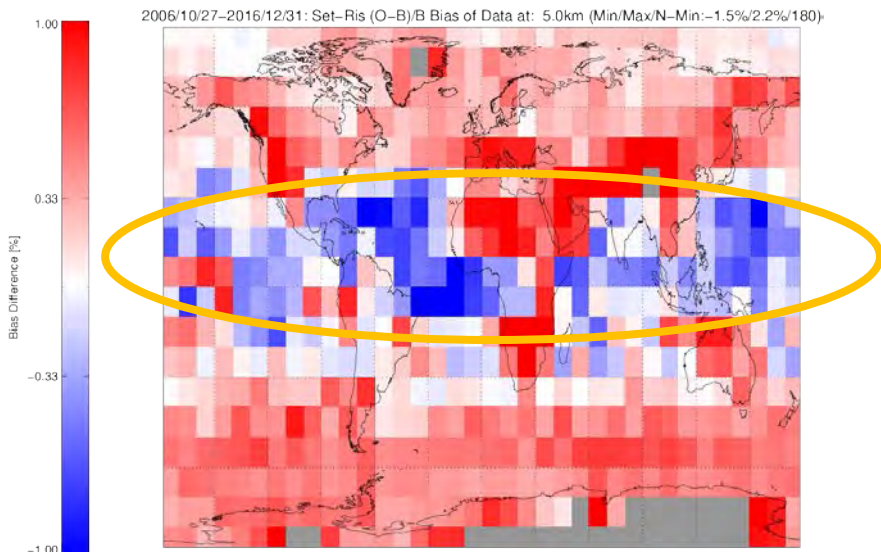 2006/10/27-2016/12/31: Set-Ris (O-B)/B Bias of Data at: 5.0km (Min/Max/N-Min:-1.5%/2.2%/180)
1.00
0.33
Bias Difference [%]
-0.33
-1.00